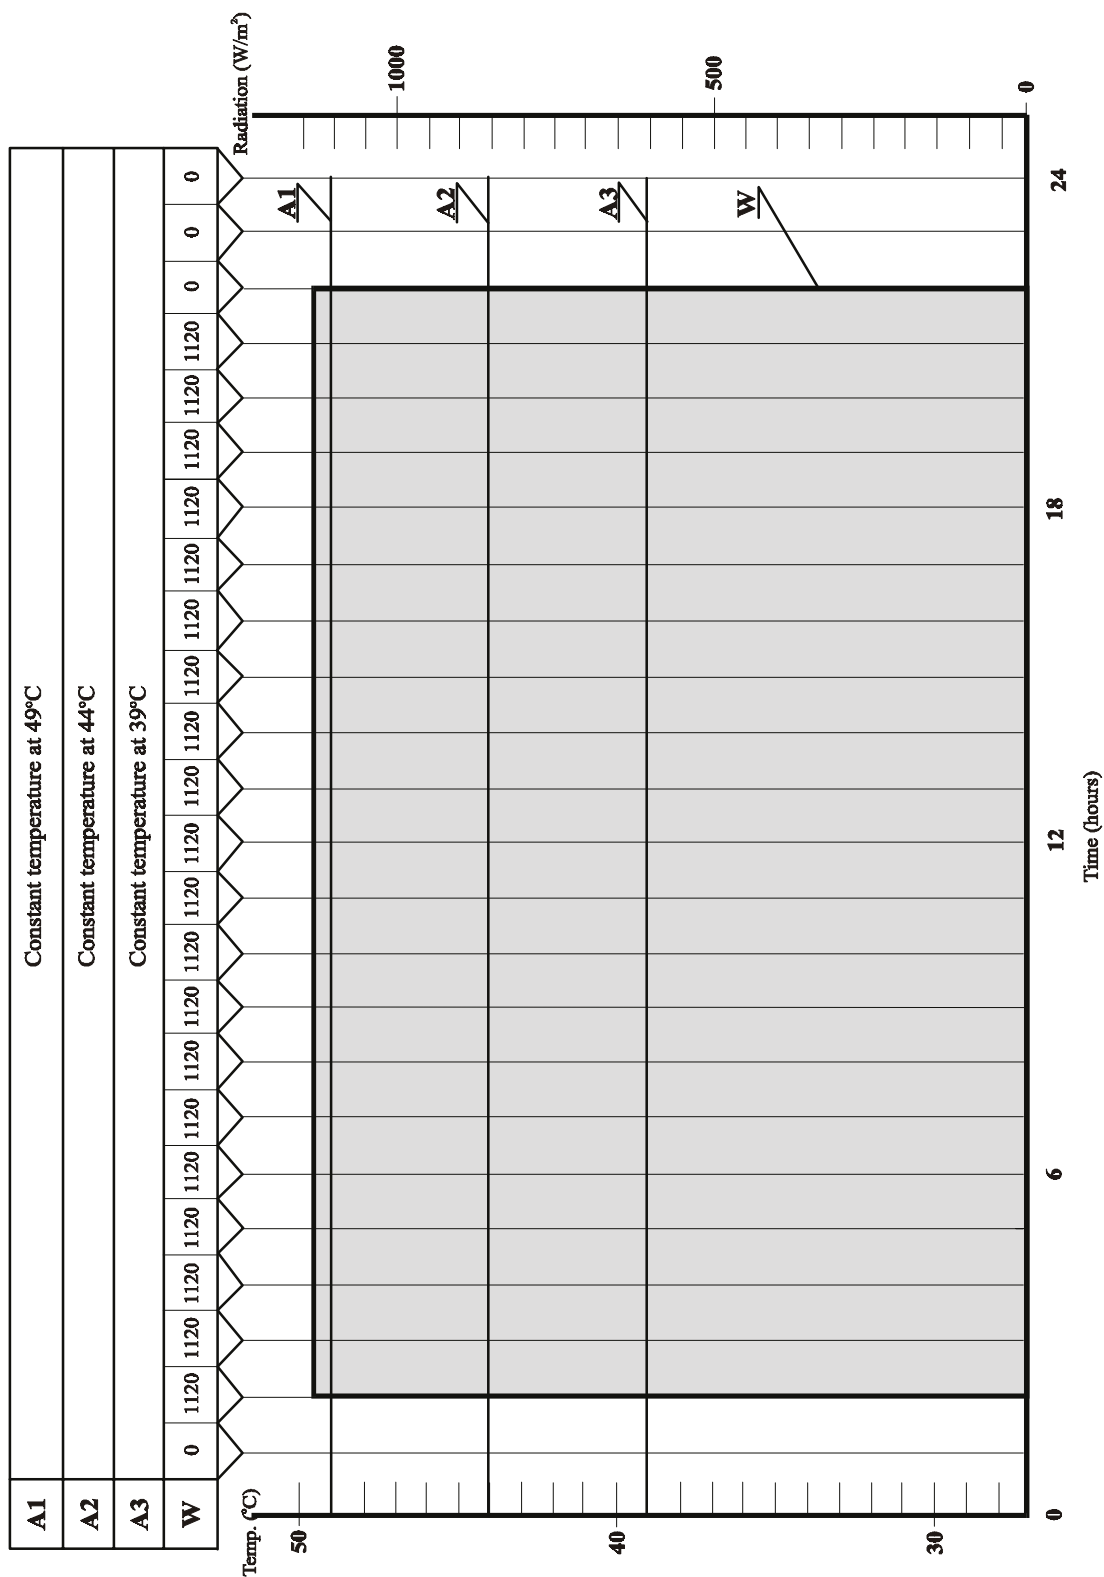 A1 Constant temperature at 49°C
A2 Constant temperature at 44°C
A3 Constant temperature at 39°C
W 0 1120 1120 1120 1120 1120 1120 1120 1120 1120 1120 1120 1120 1120 1120 1120 1120 1120 1120 1120 1120 0 0 0
Temp. (°C)
Radiation (W/m²)
50
A1
1000
A2
40
A3
500
W
30
0
0 6 12 18 24
Time (hours)